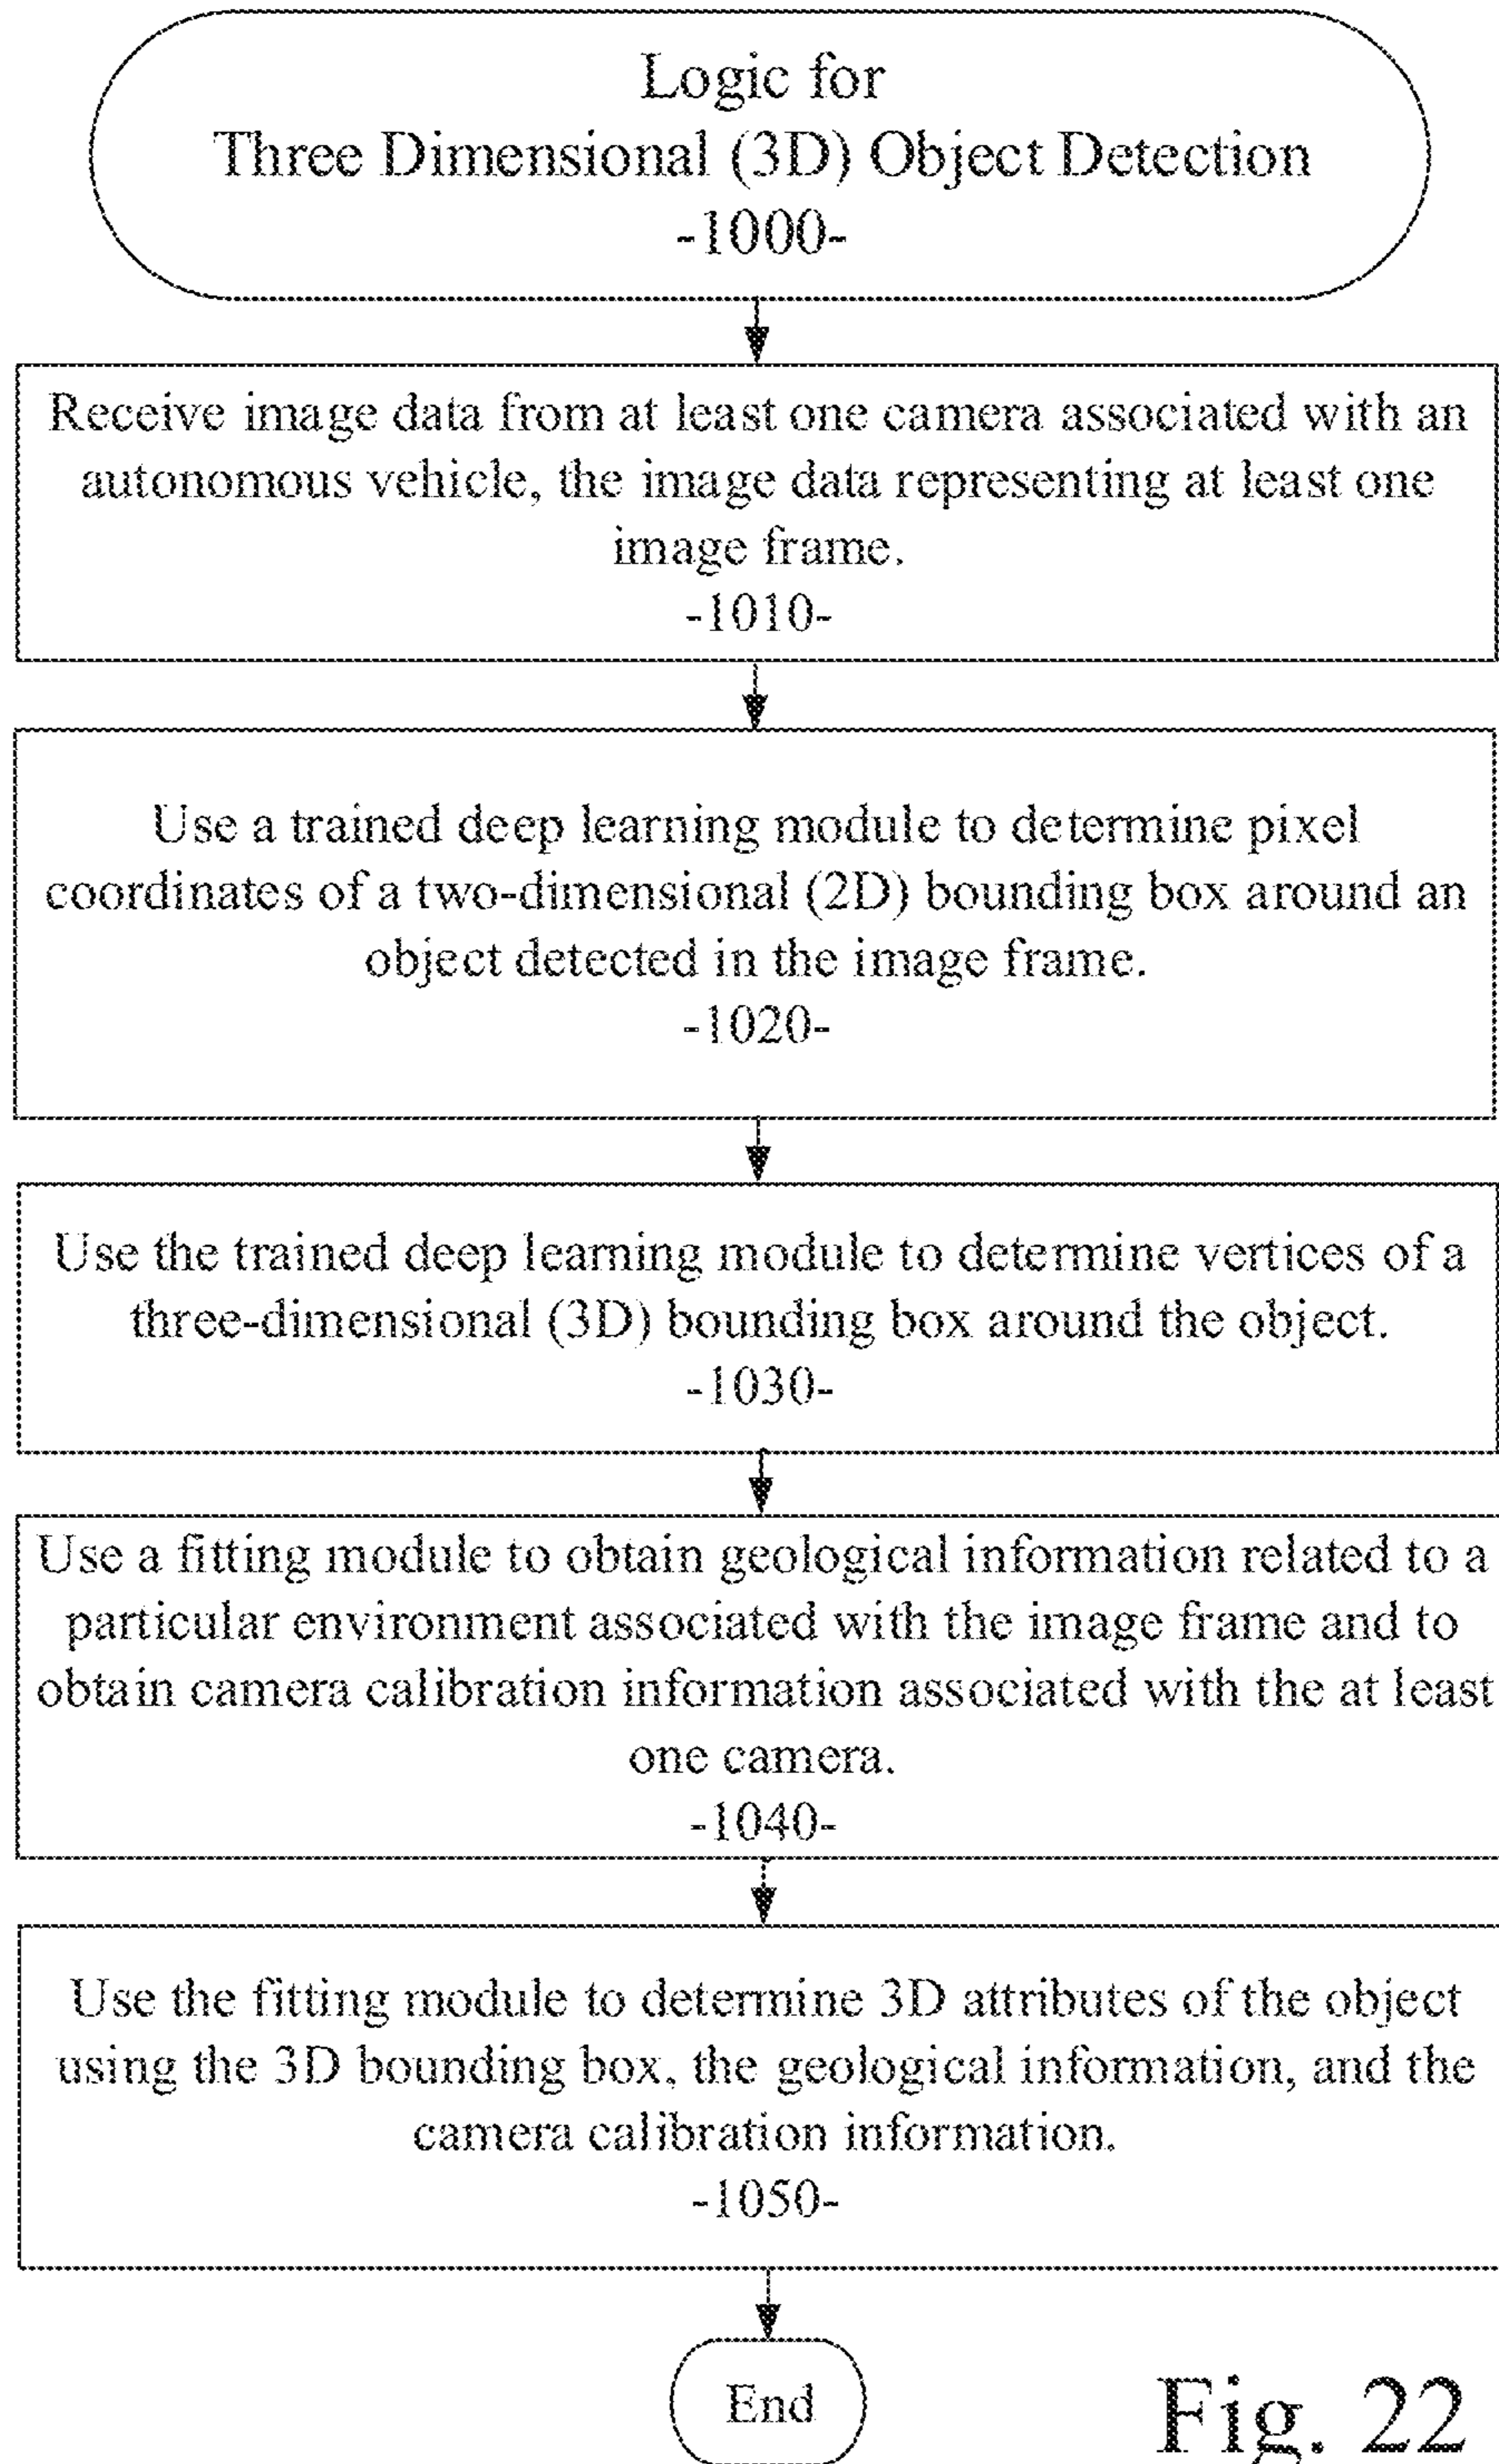 Logic for
Three Dimensional (3D) Object Detection
-1000-
Receive image data from at least one camera associated with an
autonomous vehicle, the image data representing at least one
image frame.
-1010-
Use a trained deep learning module to determine pixel
coordinates of a two-dimensional (2D) bounding box around an
object detected in the image frame.
-1020-
Use the trained deep learning module to determine vertices of a
three-dimensional (3D) bounding box around the object.
-1030-
Use a fitting module to obtain geological information related to a
particular environment associated with the image frame and to
obtain camera calibration information associated with the at least
one camera.
-1040-
Use the fitting module to determine 3D attributes of the object
using the 3D bounding box, the geological information, and the
camera calibration information.
-1050-
End
Fig. 22